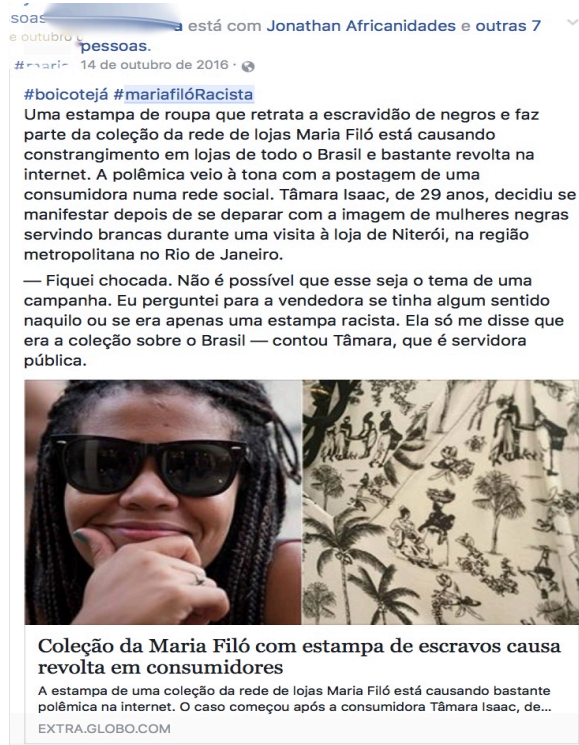 soas
está com Jonathan Africanidades e outras 7
e outubro
pessoas.
14 de outubro de 2016 ·
#boicotejá #mariafilóRacista
Uma estampa de roupa que retrata a escravidão de negros e faz
parte da coleção da rede de lojas Maria Filó está causando
constrangimento em lojas de todo o Brasil e bastante revolta na
internet. A polêmica veio à tona com a postagem de uma
consumidora numa rede social. Tâmara Isaac, de 29 anos, decidiu se
manifestar depois de se deparar com a imagem de mulheres negras
servindo brancas durante uma visita à loja de Niterói, na região
metropolitana no Rio de Janeiro.
— Fiquei chocada. Não é possível que esse seja o tema de uma
campanha. Eu perguntei para a vendedora se tinha algum sentido
naquilo ou se era apenas uma estampa racista. Ela só me disse que
era a coleção sobre o Brasil — contou Tâmara, que é servidora
pública.
Coleção da Maria Filó com estampa de escravos causa
revolta em consumidores
A estampa de uma coleção da rede de lojas Maria Filó está causando bastante
polêmica na internet. O caso começou após a consumidora Tâmara Isaac, de...
EXTRA.GLOBO.COM